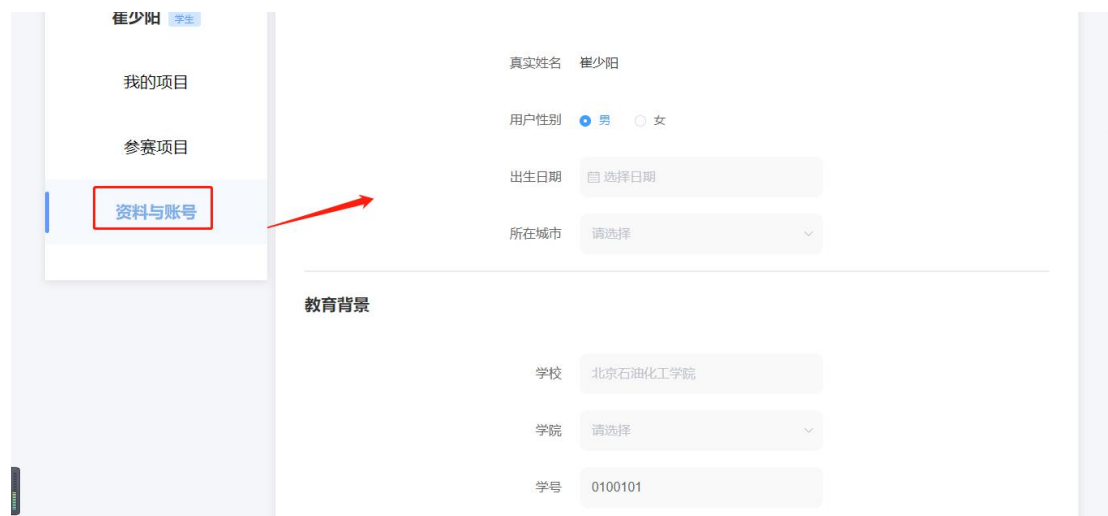 崔少阳 学生
我的项目
参赛项目
资料与账号
真实姓名 崔少阳
用户性别 男 女
出生日期 选择日期
所在城市 请选择
教育背景
学校 北京石油化工学院
学院 请选择
学号 0100101